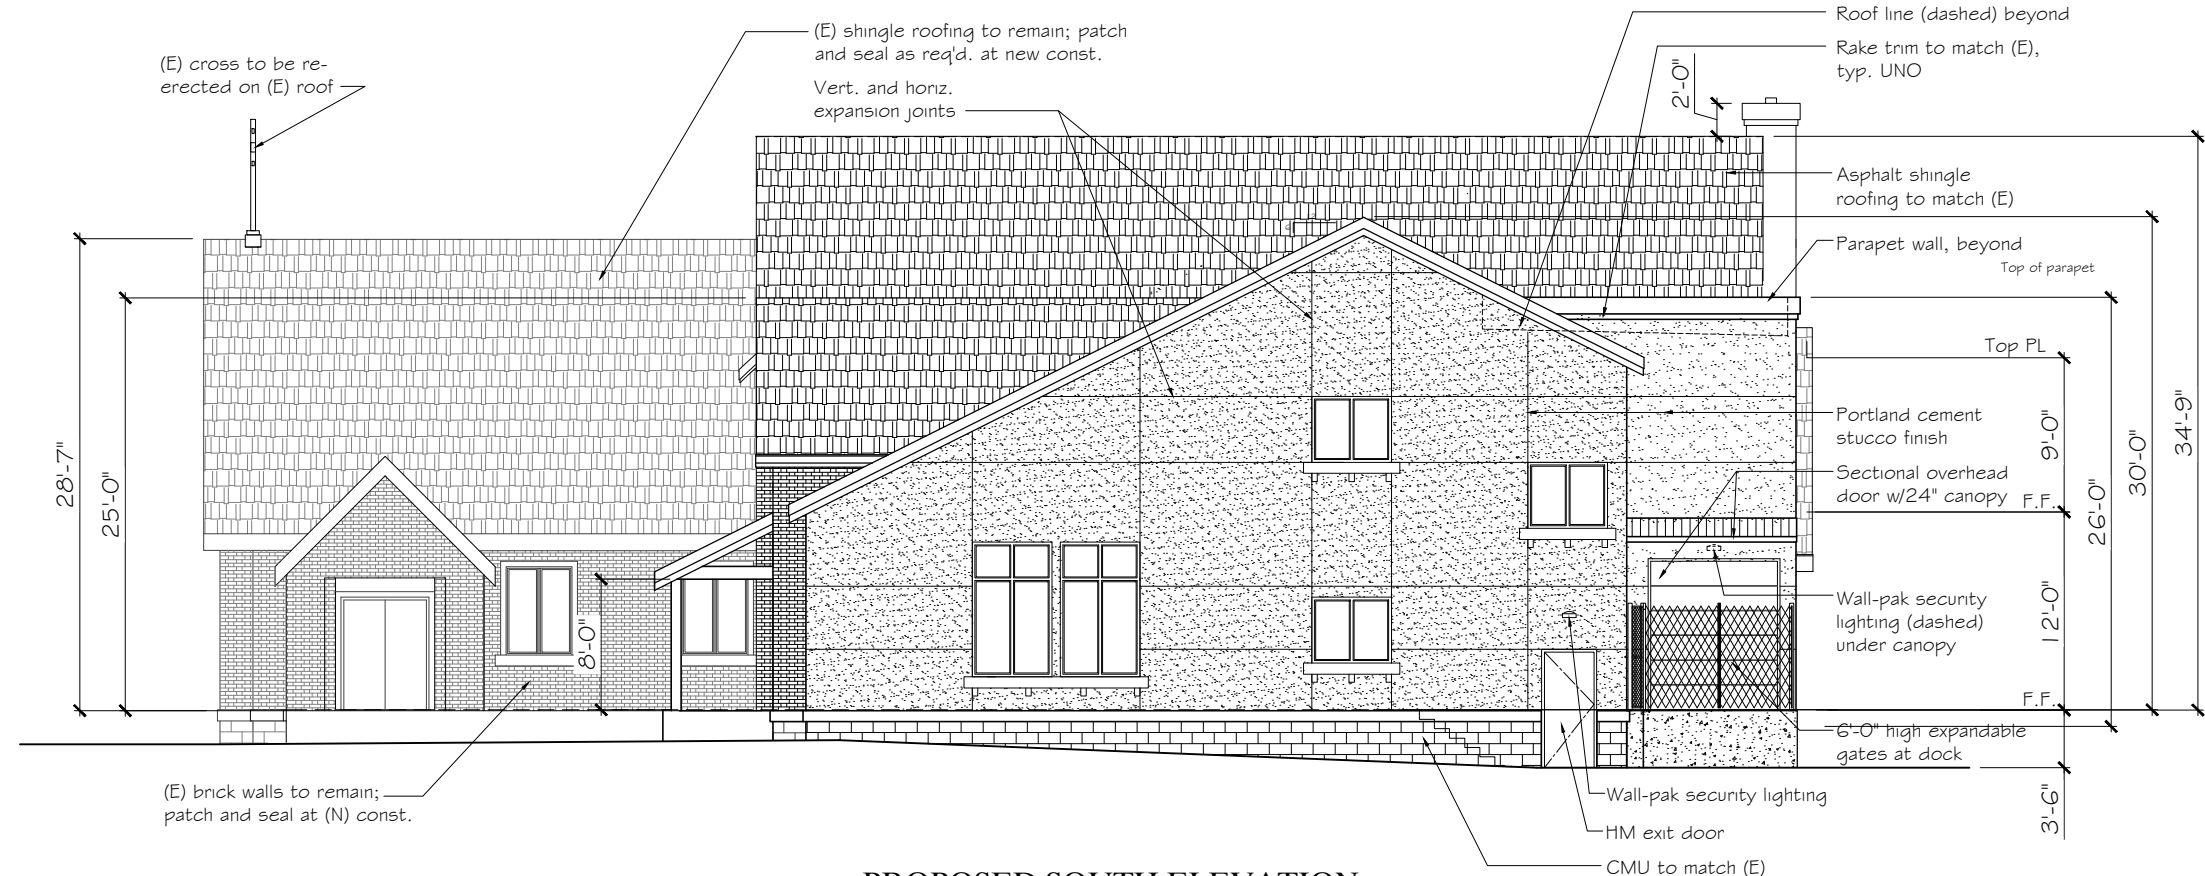 (E) cross to be re-
erected on (E) roof
(E) shingle roofing to remain; patch
and seal as req'd. at new const.
Vert. and horiz.
expansion joints
Roof line (dashed) beyond
Rake trim to match (E),
typ. UNO
2'-0"
Asphalt shingle
roofing to match (E)
Parapet wall, beyond
Top of parapet
Top PL
Portland cement
stucco finish
Sectional overhead
door w/24" canopy
F.F.
Wall-pak security
lighting (dashed)
under canopy
F.F.
6'-0" high expandable
gates at dock
28'-7"
25'-0"
8'-0"
9'-0"
12'-0"
3'-6"
26'-0"
30'-0"
34'-9"
(E) brick walls to remain;
patch and seal at (N) const.
Wall-pak security lighting
HM exit door
CMU to match (E)
PROPOSED SOUTH ELEVATION